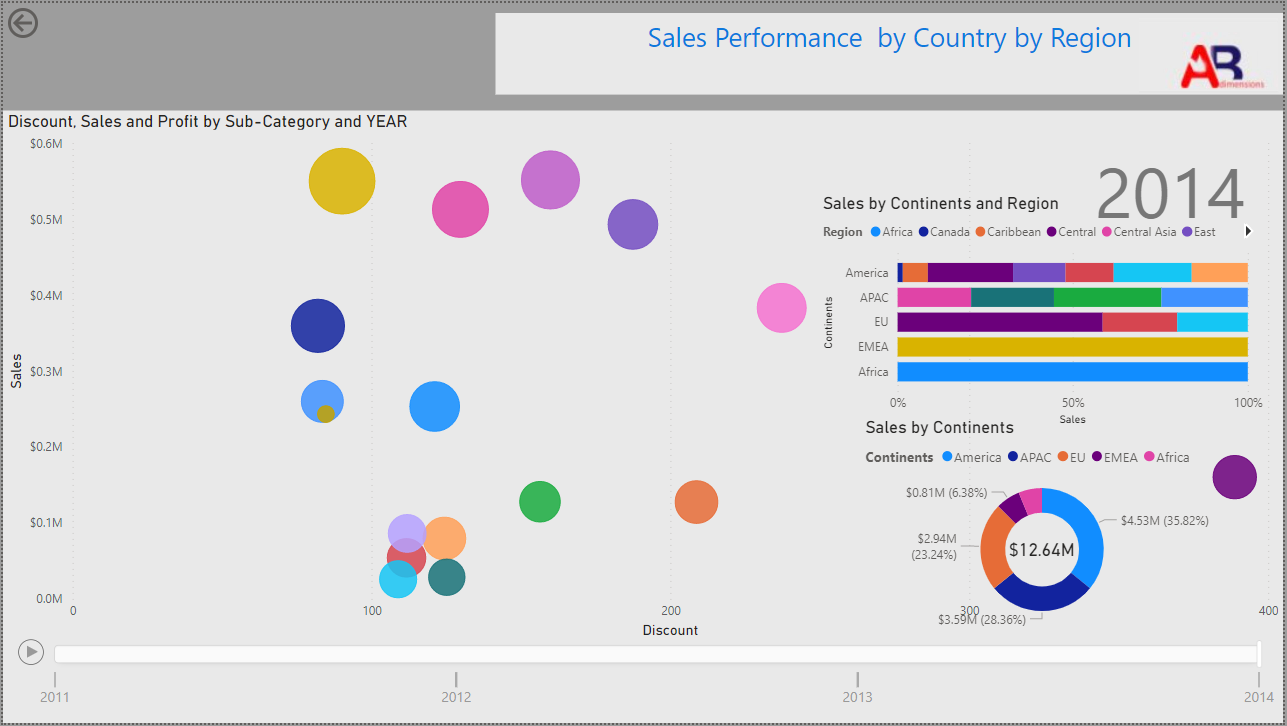 Sales Performance by Country by Region
AB
dimensions
Discount, Sales and Profit by Sub-Category and YEAR
$0.6M
$0.5M
$0.4M
$0.3M
$0.2M
$0.1M
0.0M
Sales
0
100
200
300
400
Discount
2014
Sales by Continents and Region
Region Africa Canada Caribbean Central Central Asia East
Continents
America
APAC
EU
EMEA
Africa
0%
50%
100%
Sales
Sales by Continents
Continents America APAC EU EMEA Africa
$0.81M (6.38%)
$4.53M (35.82%)
$2.94M
(23.24%)
$12.64M
$3.59M (28.36%)
2011
2012
2013
2014